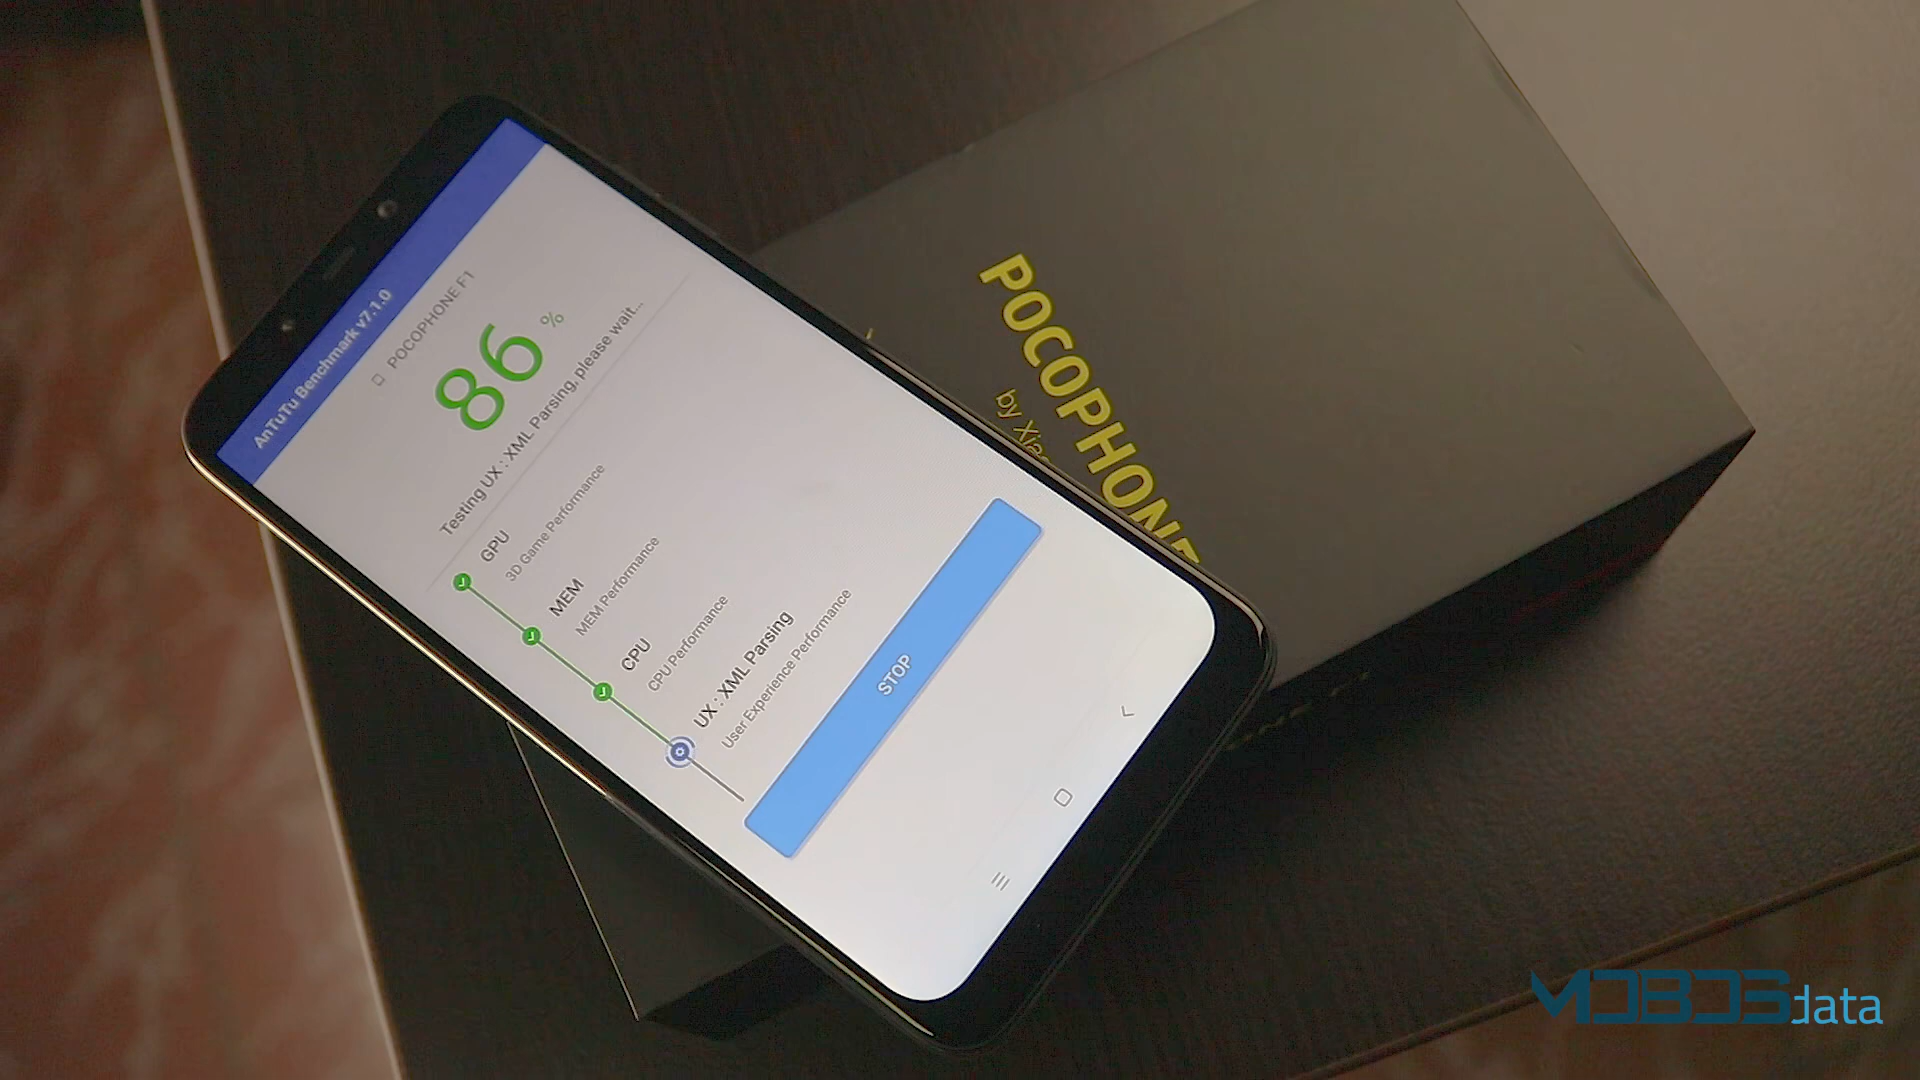 AnTuTu Benchmark v7.1.0
POCOPHONE F1
86 %
Testing UX : XML Parsing, please wait...
GPU
3D Game Performance
MEM
MEM Performance
CPU
CPU Performance
UX : XML Parsing
User Experience Performance
STOP
POCOPHONE
by
MOBOSdata